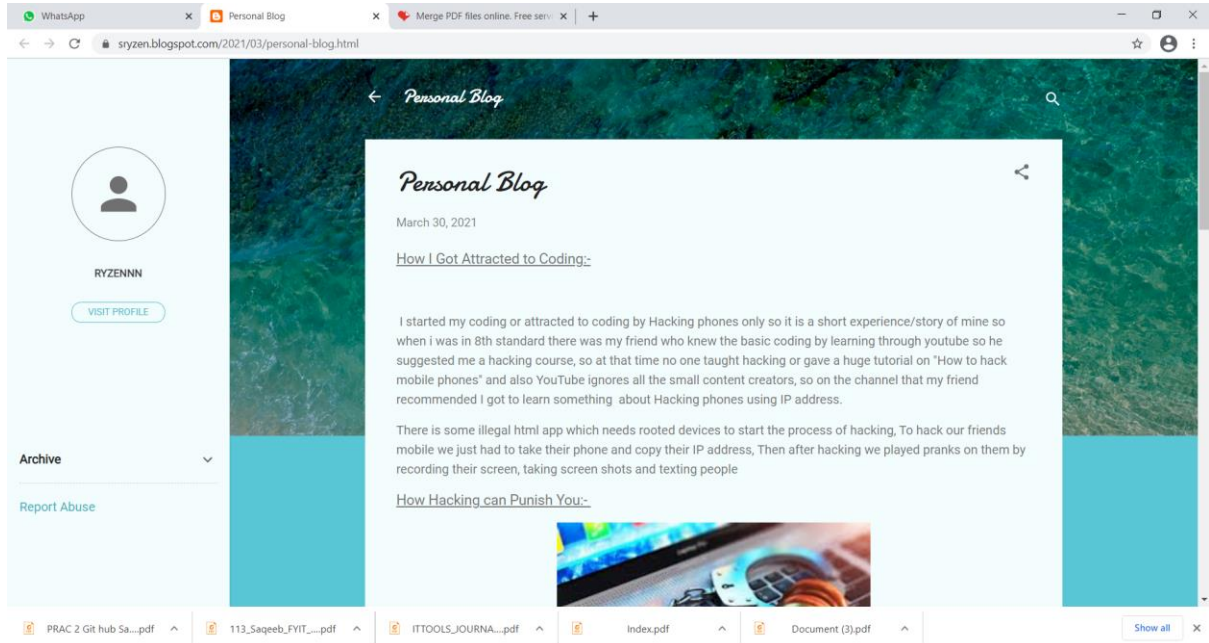 WhatsApp
Personal Blog
Merge PDF files online. Free serv
sryzen.blogspot.com/2021/03/personal-blog.html
Personal Blog
RYZENNN
VISIT PROFILE
Archive
Report Abuse
Personal Blog
March 30, 2021
How I Got Attracted to Coding:-
I started my coding or attracted to coding by Hacking phones only so it is a short experience/story of mine so
when i was in 8th standard there was my friend who knew the basic coding by learning through youtube so he
suggested me a hacking course, so at that time no one taught hacking or gave a huge tutorial on "How to hack
mobile phones" and also YouTube ignores all the small content creators, so on the channel that my friend
recommended I got to learn something about Hacking phones using IP address.
There is some illegal html app which needs rooted devices to start the process of hacking, To hack our friends
mobile we just had to take their phone and copy their IP address, Then after hacking we played pranks on them by
recording their screen, taking screen shots and texting people
How Hacking can Punish You:-
PRAC 2 Git hub Sa....pdf
113_Saqeeb_FYIT_....pdf
ITTOOLS_JOURNA....pdf
Index.pdf
Document (3).pdf
Show all